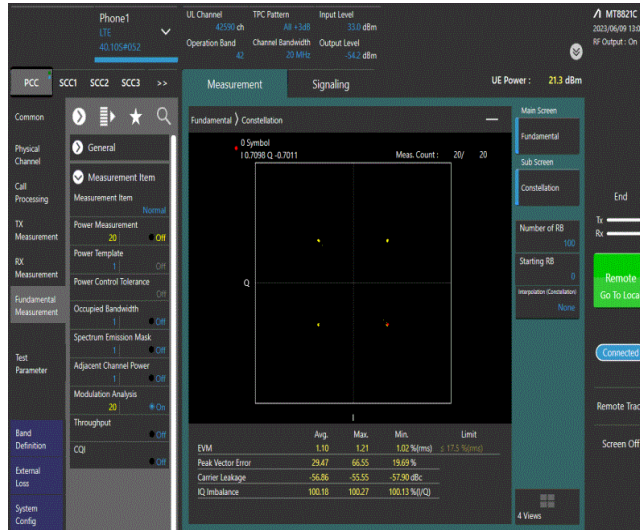 Phone1
LTE
40.10S#052
UL Channel
42590 ch
TPC Pattern
All +3dB
Input Level
33.0 dBm
Operation Band
42
Channel Bandwidth
20 MHz
Output Level
-54.2 dBm
MT8821C
2023/06/09 13:0
RF Output : On
PCC
SCC1
SCC2
SCC3
>>
Measurement
Signaling
UE Power : 21.3 dBm
Common
Physical
Channel
Call
Processing
TX
Measurement
RX
Measurement
Fundamental
Measurement
Test
Parameter
Band
Definition
External
Loss
System
Config
General
Measurement Item
Measurement Item
Normal
Power Measurement
20 Off
Power Template
1 Off
Power Control Tolerance
Off
Occupied Bandwidth
1 Off
Spectrum Emission Mask
1 Off
Adjacent Channel Power
1 Off
Modulation Analysis
20 On
Throughput
Off
CQI
Off
Fundamental 》 Constellation
0 Symbol
I 0.7098 Q -0.7011
Meas. Count : 20/ 20
Q
I
Avg. Max. Min. Limit
EVM 1.10 1.21 1.02 %(rms) ≤ 17.5 %(rms)
Peak Vector Error 29.47 66.55 19.69 %
Carrier Leakage -56.86 -55.55 -57.90 dBc
IQ Imbalance 100.18 100.27 100.13 %(I/Q)
Main Screen
Fundamental
Sub Screen
Constellation
Number of RB
100
Starting RB
0
Interpolation (Constellation)
None
4 Views
End
Tx
Rx
Remote
Go To Loca
Connected
Remote Trac
Screen Off